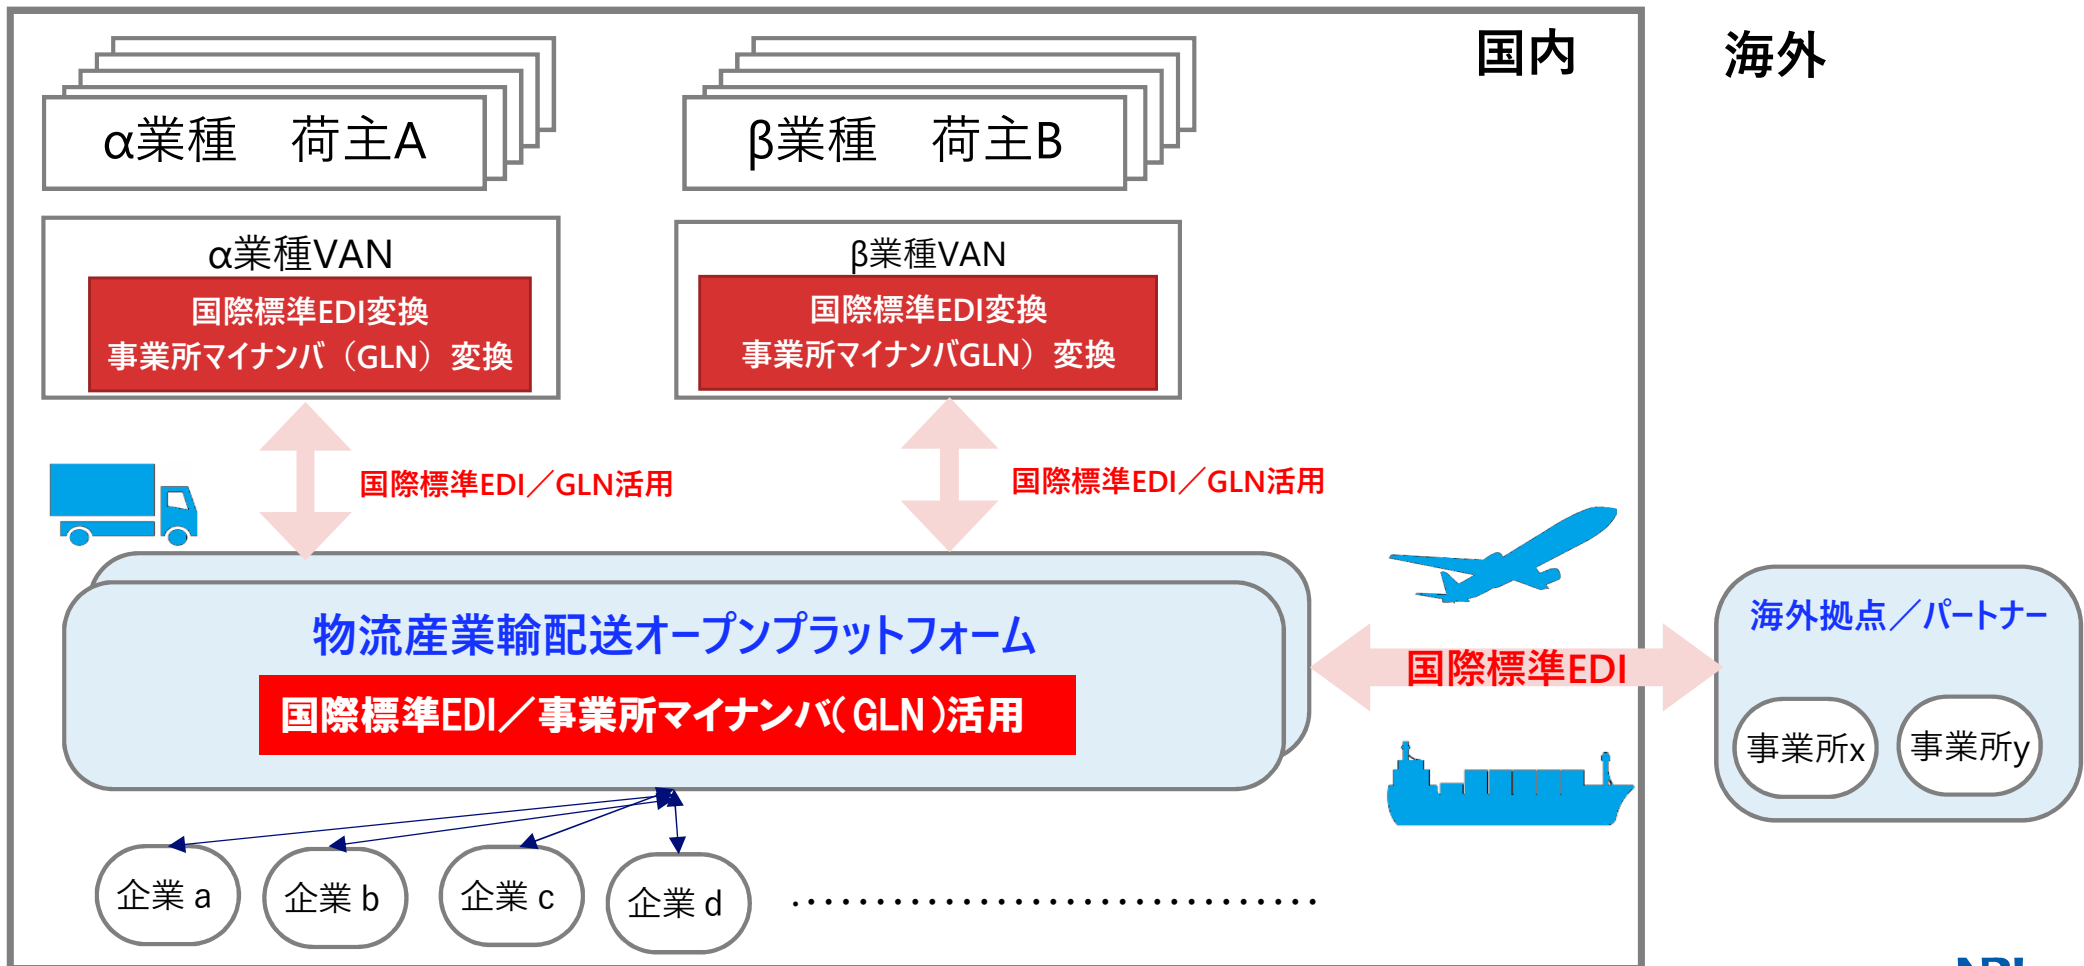 国内
海外
α業種　荷主A
β業種　荷主B
α業種VAN
国際標準EDI変換
事業所マイナンバ（GLN）変換
β業種VAN
国際標準EDI変換
事業所マイナンバGLN）変換
国際標準EDI／GLN活用
国際標準EDI／GLN活用
物流産業輸配送オープンプラットフォーム
国際標準EDI／事業所マイナンバ(GLN)活用
国際標準EDI
海外拠点／パートナー
事業所x
事業所y
企業 a
企業 b
企業 c
企業 d